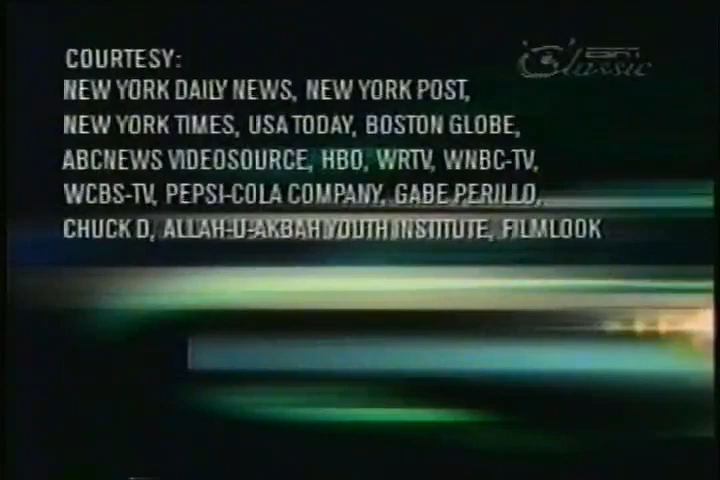 COURTESY:
NEW YORK DAILY NEWS, NEW YORK POST,
NEW YORK TIMES, USA TODAY, BOSTON GLOBE,
ABCNEWS VIDEOSOURCE, HBO, WRTV, WNBC-TV,
WCBS-TV, PEPSI-COLA COMPANY, GABE PERILLO,
CHUCK D, ALLAH-U-AKBAH YOUTH INSTITUTE, FILMLOOK
Classic